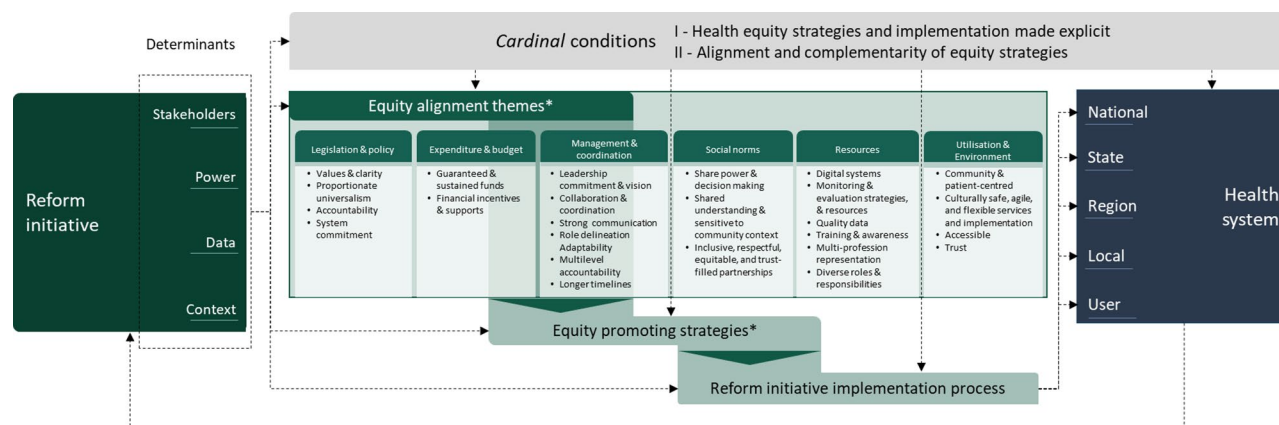 Determinants
Cardinal conditions
I - Health equity strategies and implementation made explicit
II - Alignment and complementarity of equity strategies
Reform
initiative
Stakeholders
Power
Data
Context
Equity alignment themes*
Legislation & policy
• Values & clarity
• Proportionate
universalism
• Accountability
• System
commitment
Expenditure & budget
• Guaranteed &
sustained funds
• Financial incentives
& supports
Management &
coordination
• Leadership
commitment & vision
• Collaboration &
coordination
• Strong communication
• Role delineation
Adaptability
• Multilevel
accountability
• Longer timelines
Social norms
• Share power &
decision making
• Shared
understanding &
sensitive to
community context
• Inclusive, respectful,
equitable, and trust-
filled partnerships
Resources
• Digital systems
• Monitoring &
evaluation strategies,
& resources
• Quality data
• Training & awareness
• Multi-profession
representation
• Diverse roles &
responsibilities
Utilisation &
Environment
• Community &
patient-centred
• Culturally safe, agile,
and flexible services
and implementation
• Accessible
• Trust
Equity promoting strategies*
Reform initiative implementation process
National
State
Region
Local
User
Health
system